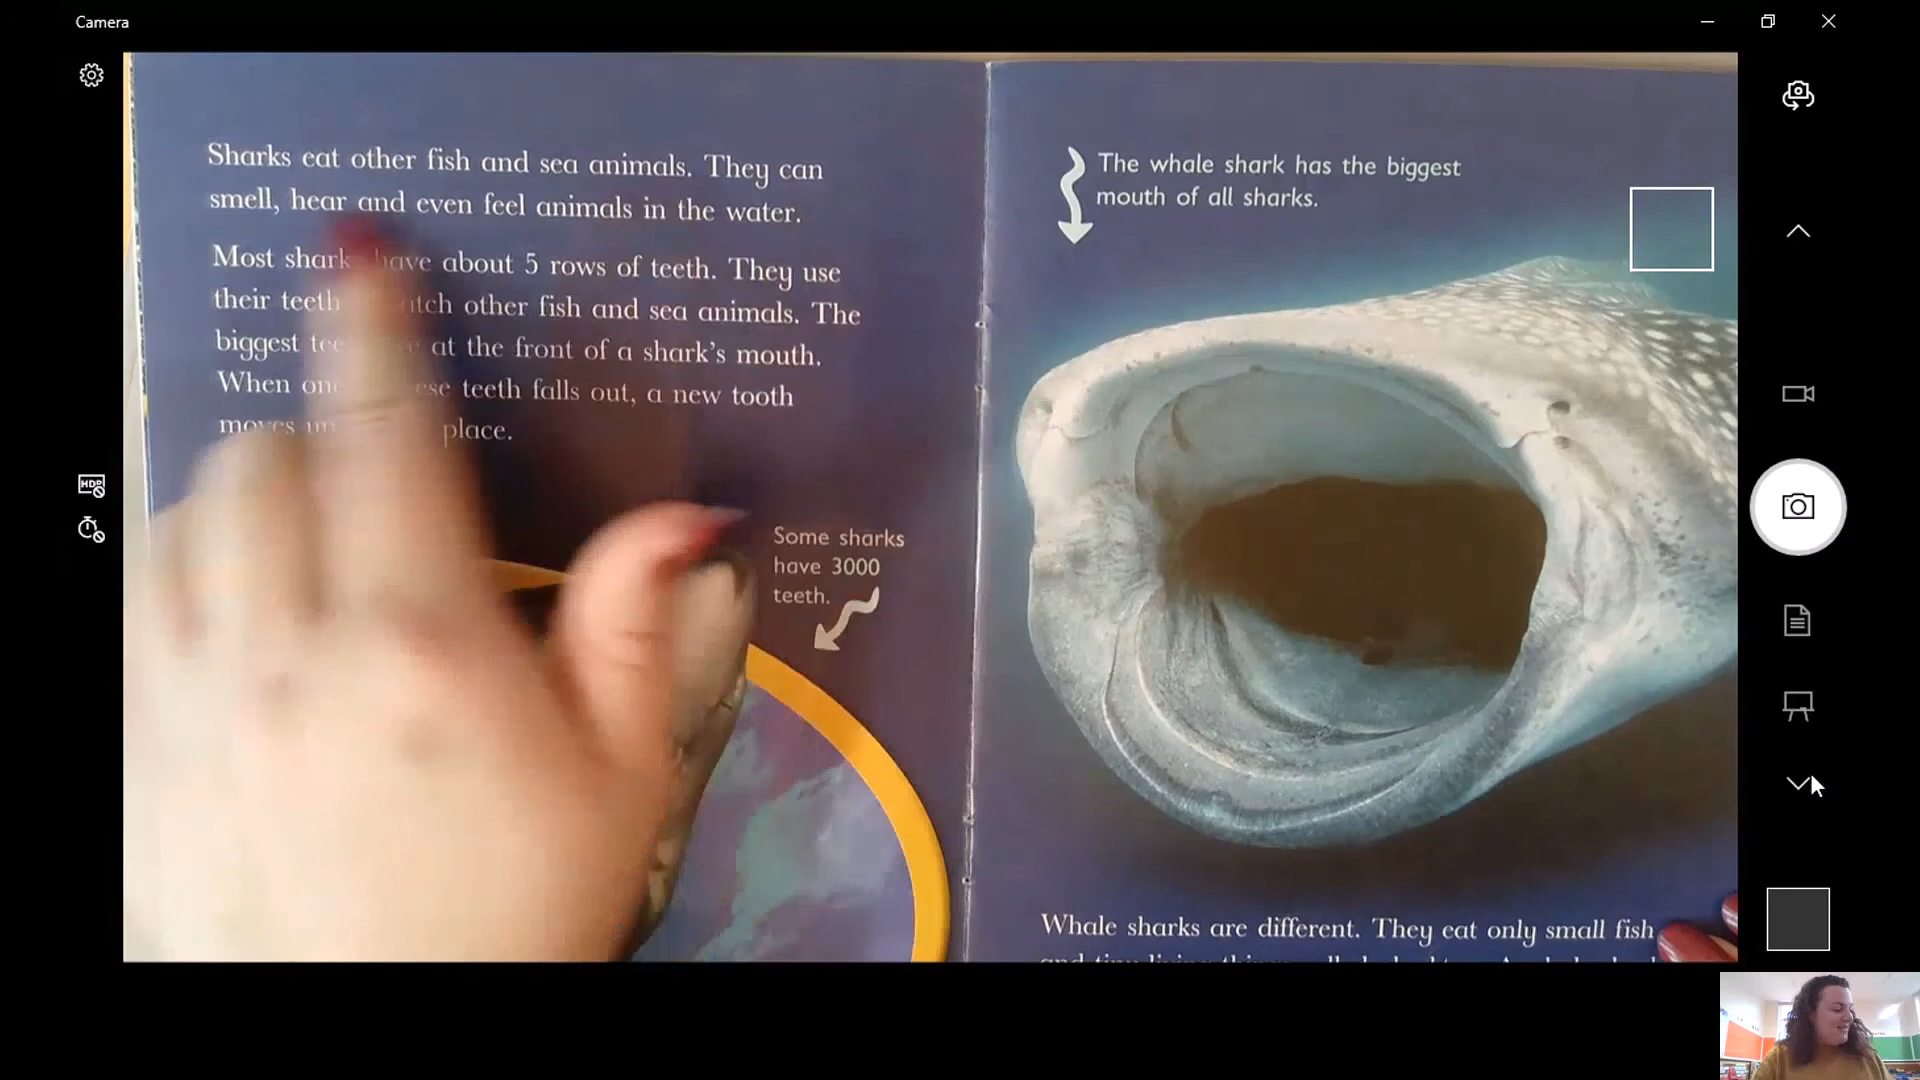 Camera
Sharks eat other fish and sea animals. They can
smell, hear and even feel animals in the water.
Most shark have about 5 rows of teeth. They use
their teeth other fish and sea animals. The
biggest at the front of a shark's mouth.
When teeth falls out, a new tooth
moves place.
Some sharks
have 3000
teeth.
The whale shark has the biggest
mouth of all sharks.
Whale sharks are different. They eat only small fish
HDR